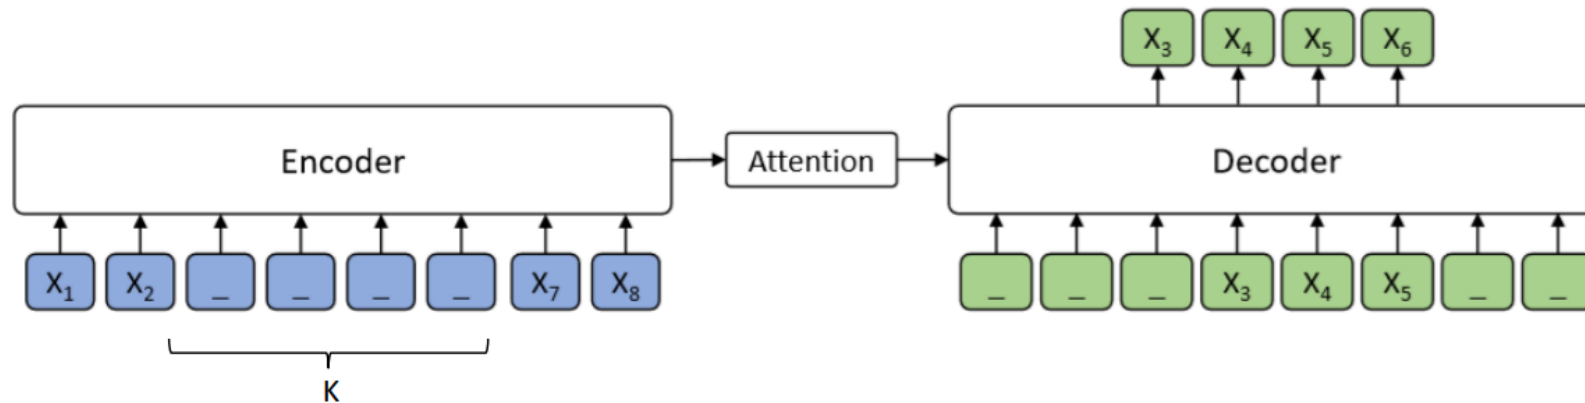 X₃ X₄ X₅ X₆
Encoder Attention Decoder
X₁ X₂ _ _ _ _ X₇ X₈ _ _ _ X₃ X₄ X₅ _ _
K